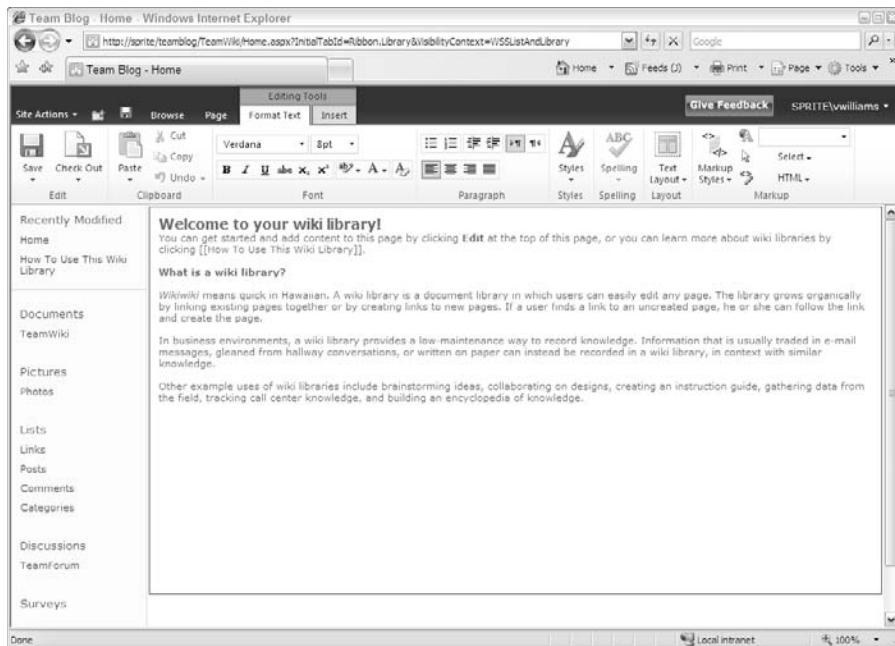 Team Blog - Home - Windows Internet Explorer
http://sprite/teamblog/TeamWiki/Home.aspx?InitialTabId=Ribbon.Library&VisibilityContext=WSSListAndLibrary
Google
Team Blog - Home
Home
Feeds (J)
Print
Page
Tools
Editing Tools
Site Actions
Browse
Page
Format Text
Insert
Give Feedback
SPRITE\vwilliams
Save
Check Out
Paste
Cut
Copy
Undo
Verdana
8pt
B I U abc X, X² ab A A
Styles
ABC
Spelling
Text Layout
Markup Styles
Select
HTML
Edit
Clipboard
Font
Paragraph
Styles
Spelling
Layout
Markup
Recently Modified
Home
How To Use This Wiki
Library
Documents
TeamWiki
Pictures
Photos
Lists
Links
Posts
Comments
Categories
Discussions
TeamForum
Surveys
Welcome to your wiki library!
You can get started and add content to this page by clicking Edit at the top of this page, or you can learn more about wiki libraries by
clicking [[How To Use This Wiki Library]].
What is a wiki library?
Wikiwiki means quick in Hawaiian. A wiki library is a document library in which users can easily edit any page. The library grows organically
by linking existing pages together or by creating links to new pages. If a user finds a link to an uncreated page, he or she can follow the link
and create the page.
In business environments, a wiki library provides a low-maintenance way to record knowledge. Information that is usually traded in e-mail
messages, gleaned from hallway conversations, or written on paper can instead be recorded in a wiki library, in context with similar
knowledge.
Other example uses of wiki libraries include brainstorming ideas, collaborating on designs, creating an instruction guide, gathering data from
the field, tracking call center knowledge, and building an encyclopedia of knowledge.
Done
Local intranet
100%